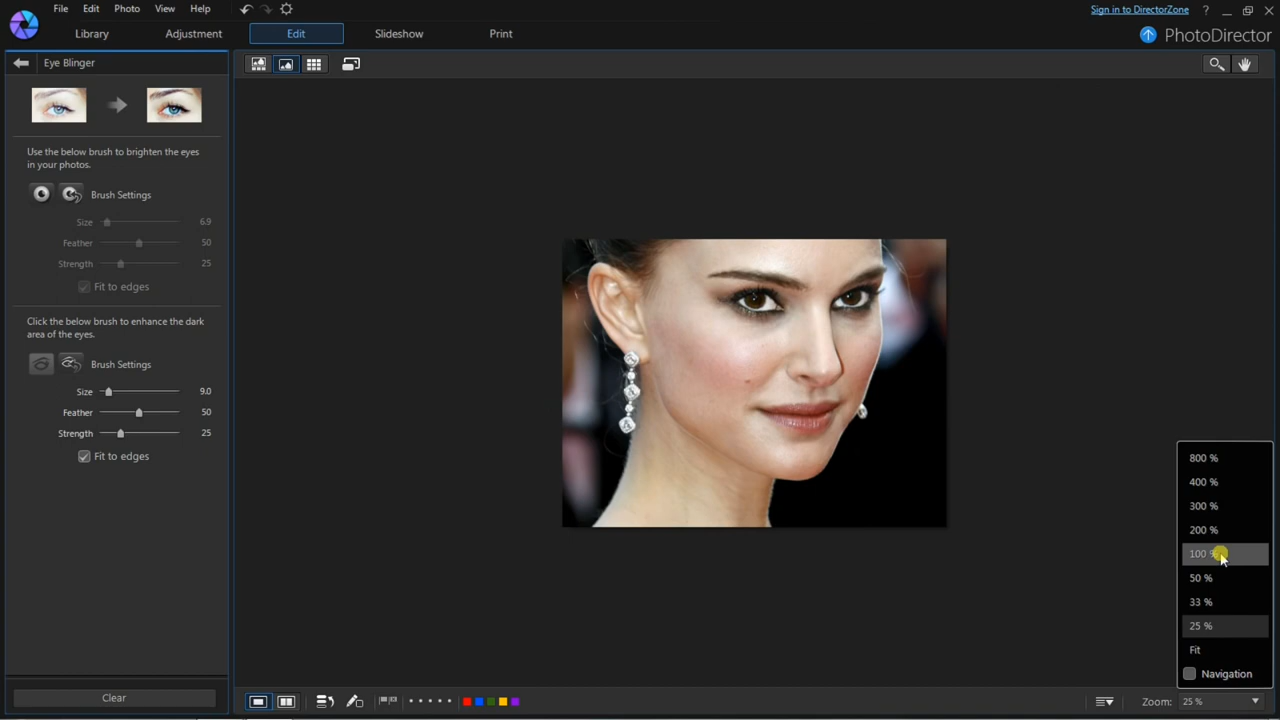 File Edit Photo View Help
Sign in to DirectorZone ?
Library Adjustment Edit Slideshow Print
PhotoDirector
Eye Blinger
Use the below brush to brighten the eyes
in your photos.
Brush Settings
Size 6.9
Feather 50
Strength 25
Fit to edges
Click the below brush to enhance the dark
area of the eyes.
Brush Settings
Size 9.0
Feather 50
Strength 25
Fit to edges
Clear
800 %
400 %
300 %
200 %
100 %
50 %
33 %
25 %
Fit
Navigation
Zoom: 25 %